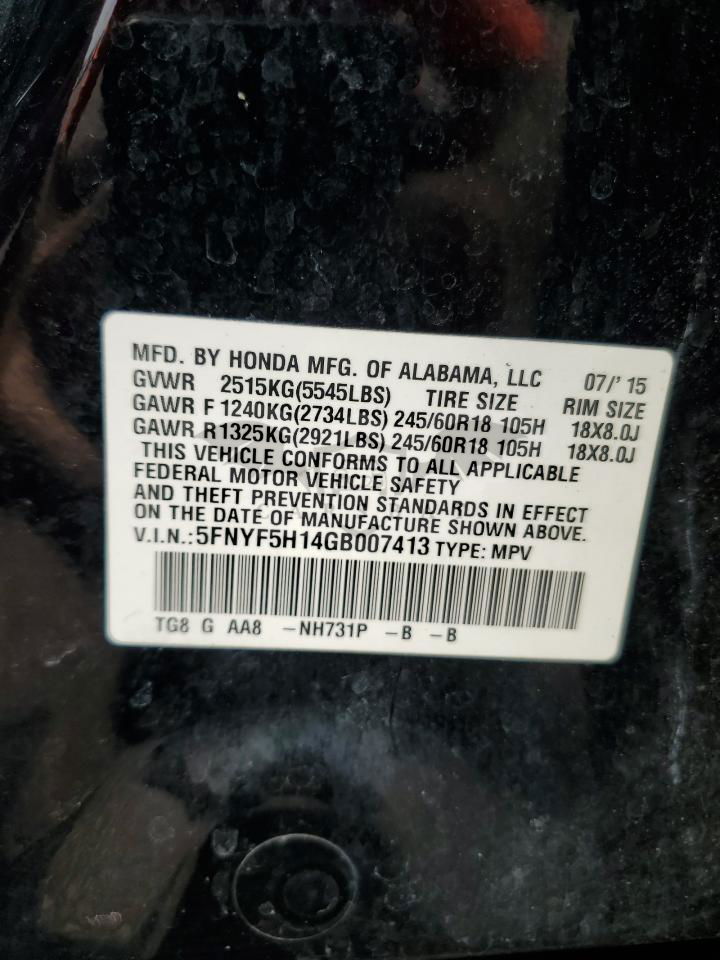 MFD. BY HONDA MFG. OF ALABAMA, LLC 07/'15
GVWR 2515KG(5545LBS) TIRE SIZE RIM SIZE
GAWR F 1240KG(2734LBS) 245/60R18 105H 18X8.0J
GAWR R1325KG(2921LBS) 245/60R18 105H 18X8.0J
THIS VEHICLE CONFORMS TO ALL APPLICABLE
FEDERAL MOTOR VEHICLE SAFETY
AND THEFT PREVENTION STANDARDS IN EFFECT
ON THE DATE OF MANUFACTURE SHOWN ABOVE.
V.I.N.:5FNYF5H14GB007413 TYPE: MPV
TG8 G AA8 -NH731P -B -B